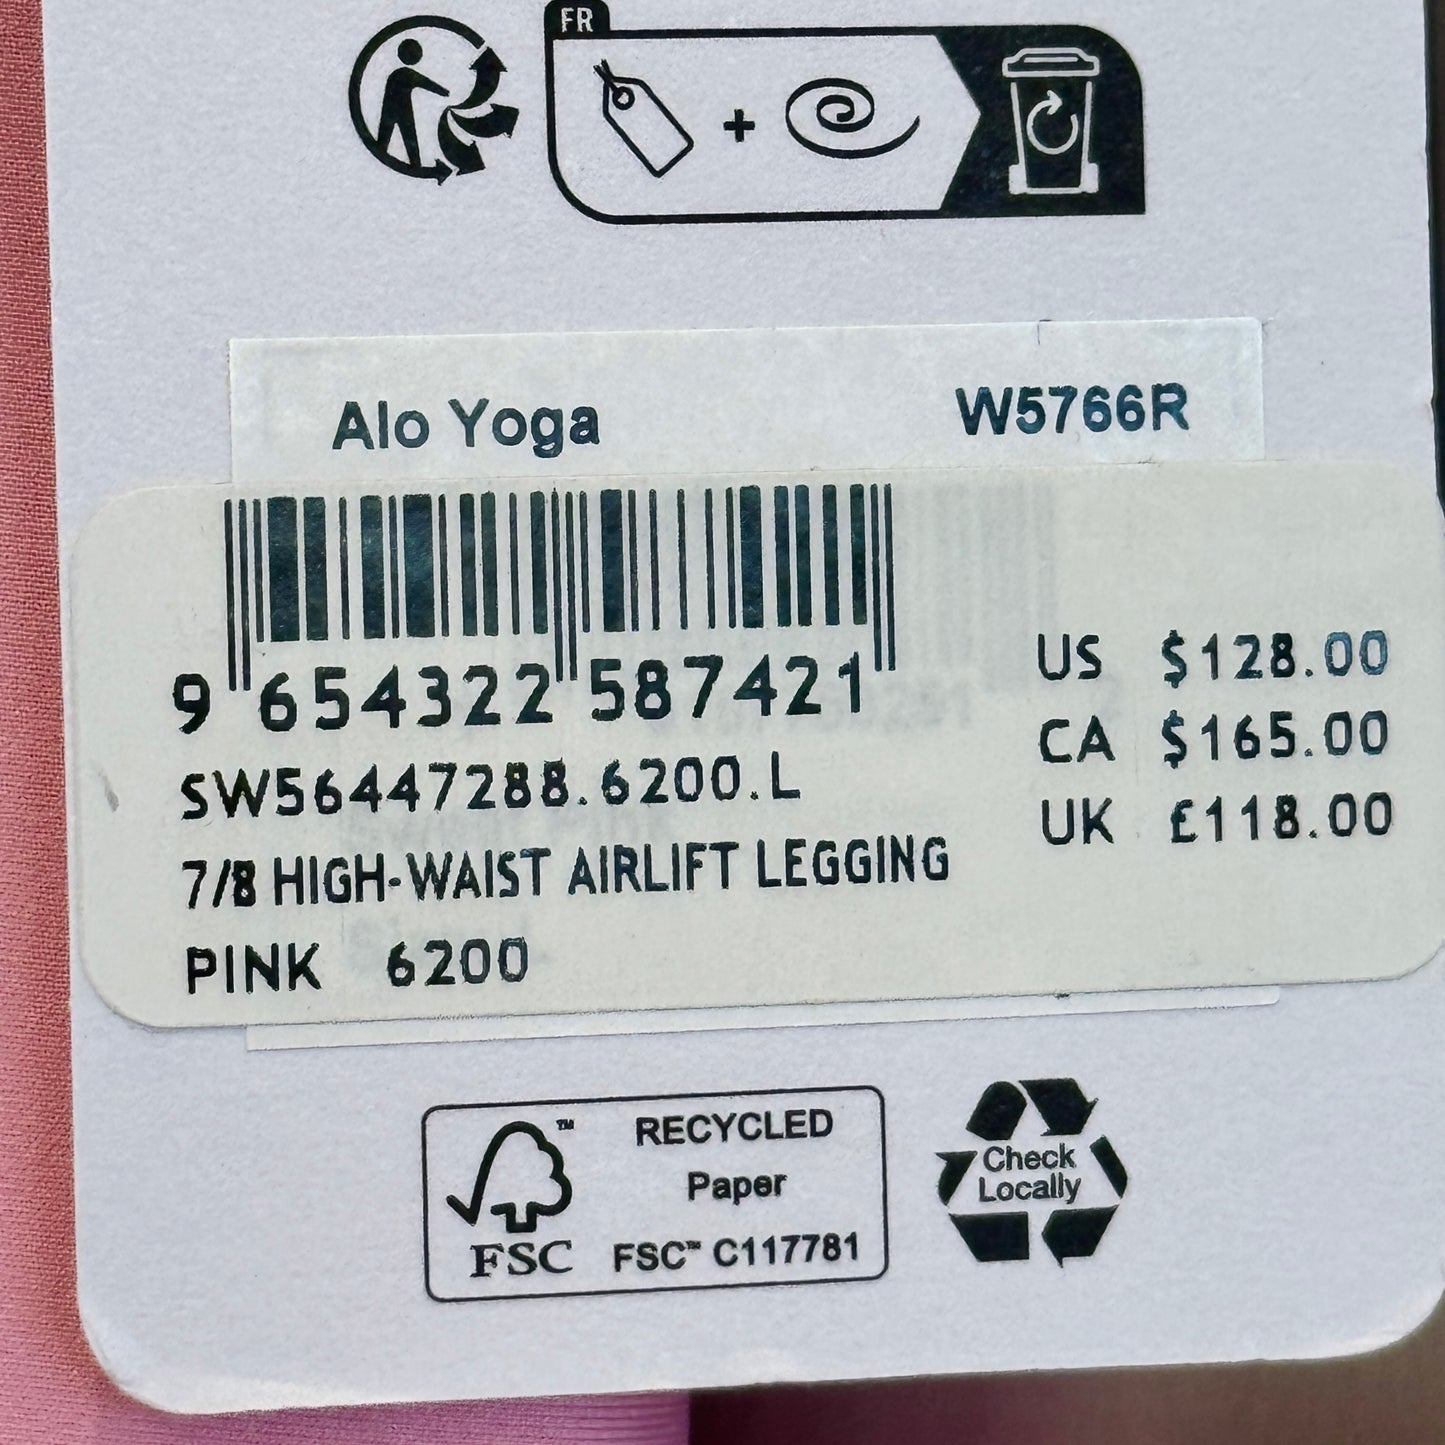 FR
Alo Yoga W5766R
9 654322 587421
US $128.00
SW56447288.6200.L
CA $165.00
7/8 HIGH-WAIST AIRLIFT LEGGING
UK £118.00
PINK 6200
™
FSC
RECYCLED
Paper
FSC™ C117781
Check
Locally